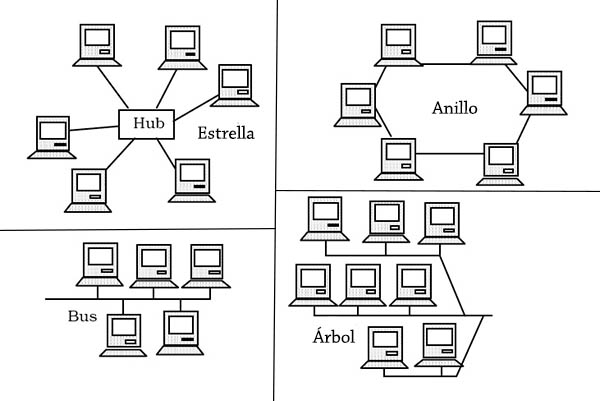 Hub
Estrella
Anillo
Bus
Árbol